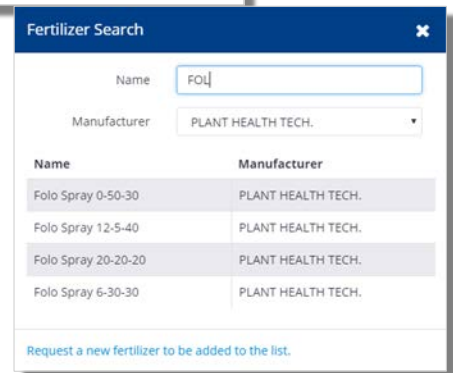 Fertilizer Search ✖
Name FOL
Manufacturer PLANT HEALTH TECH.
Name Manufacturer
Folo Spray 0-50-30 PLANT HEALTH TECH.
Folo Spray 12-5-40 PLANT HEALTH TECH.
Folo Spray 20-20-20 PLANT HEALTH TECH.
Folo Spray 6-30-30 PLANT HEALTH TECH.
Request a new fertilizer to be added to the list.